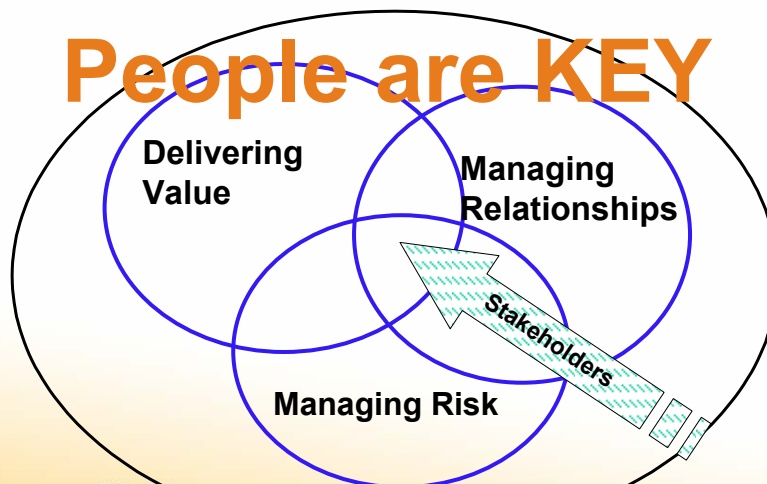 People are KEY
Delivering
Value
Managing
Relationships
Stakeholders
Managing Risk